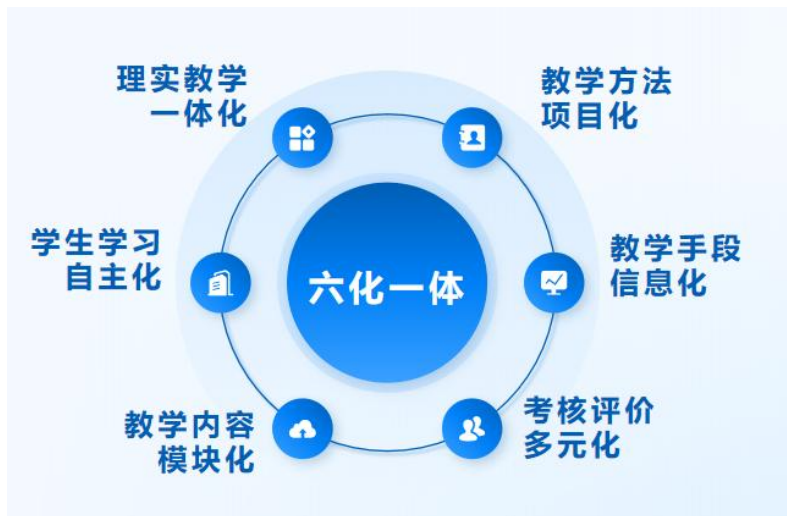 理实教学
一体化
教学方法
项目化
学生学习
自主化
六化一体
教学手段
信息化
教学内容
模块化
考核评价
多元化